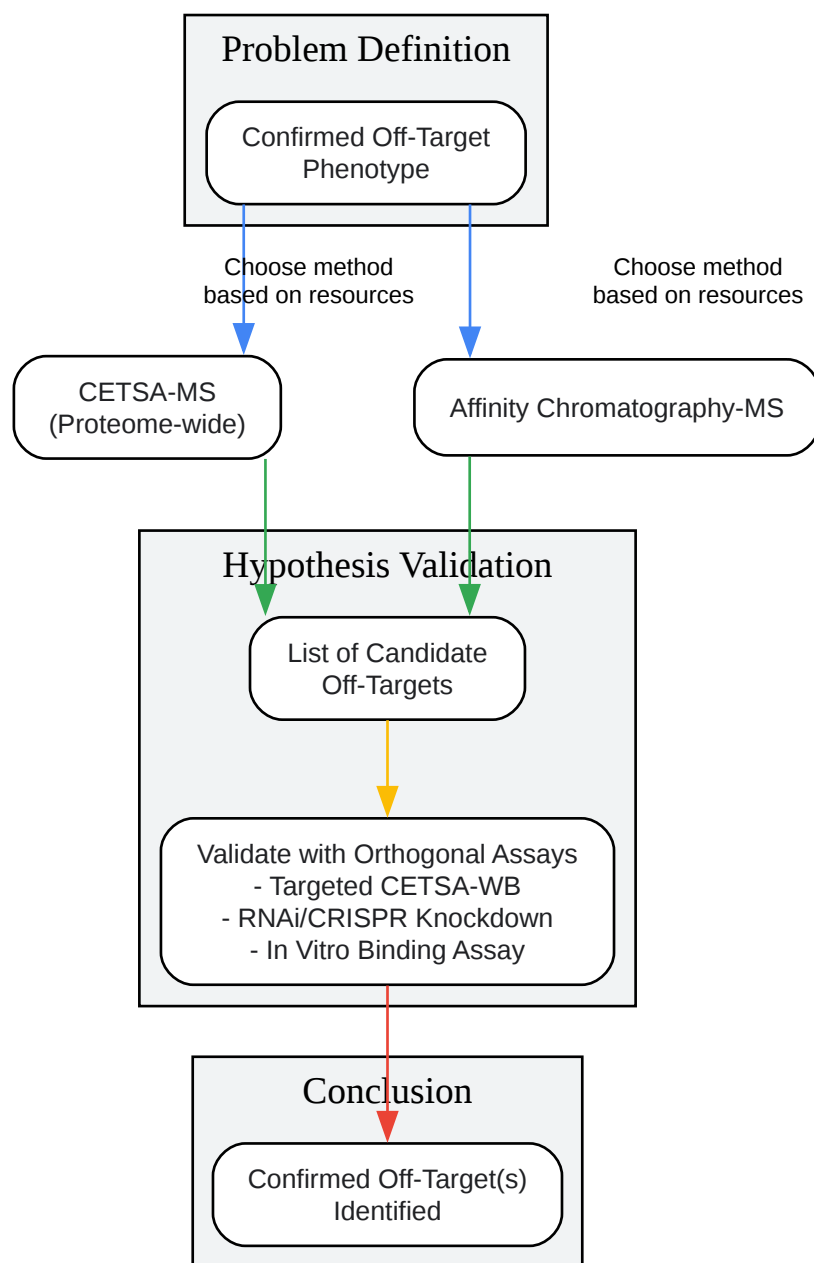 Problem Definition
Confirmed Off-Target
Phenotype
Choose method
based on resources
Choose method
based on resources
CETSA-MS
(Proteome-wide)
Affinity Chromatography-MS
Hypothesis Validation
List of Candidate
Off-Targets
Validate with Orthogonal Assays
- Targeted CETSA-WB
- RNAi/CRISPR Knockdown
- In Vitro Binding Assay
Conclusion
Confirmed Off-Target(s)
Identified